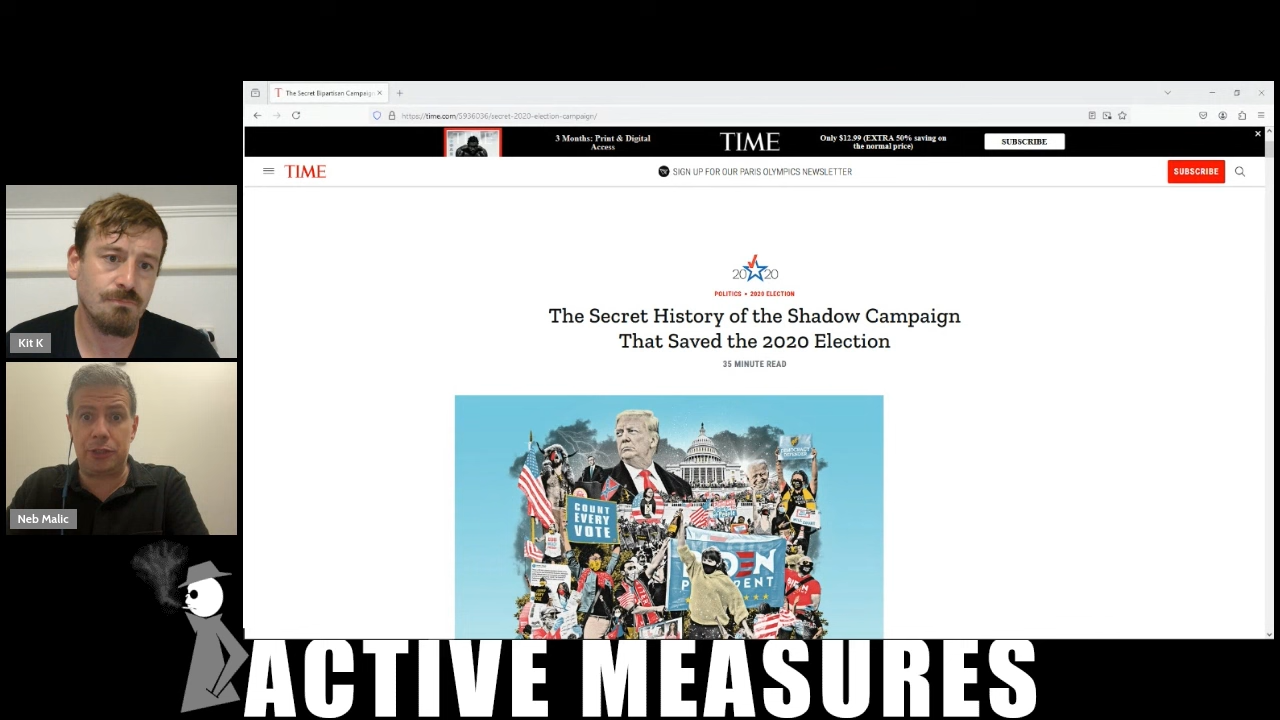 The Secret Bipartisan Campaign
https://time.com/5936036/secret-2020-election-campaign/
3 Months: Print & Digital
Access
TIME
Only $12.99 (EXTRA 50% saving on
the normal price)
SUBSCRIBE
TIME
SIGN UP FOR OUR PARIS OLYMPICS NEWSLETTER
SUBSCRIBE
2020
POLITICS • 2020 ELECTION
The Secret History of the Shadow Campaign
That Saved the 2020 Election
35 MINUTE READ
COUNT
EVERY
VOTE
Kit K
Neb Malic
ACTIVE MEASURES